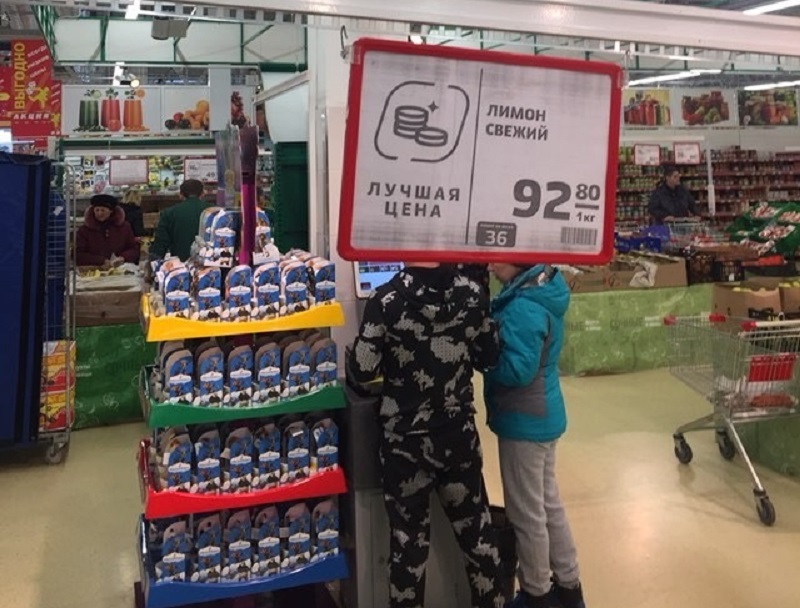 ВЫГОДНО
ЛИМОН
СВЕЖИЙ
ЛУЧШАЯ
ЦЕНА
92 80
1кг
36